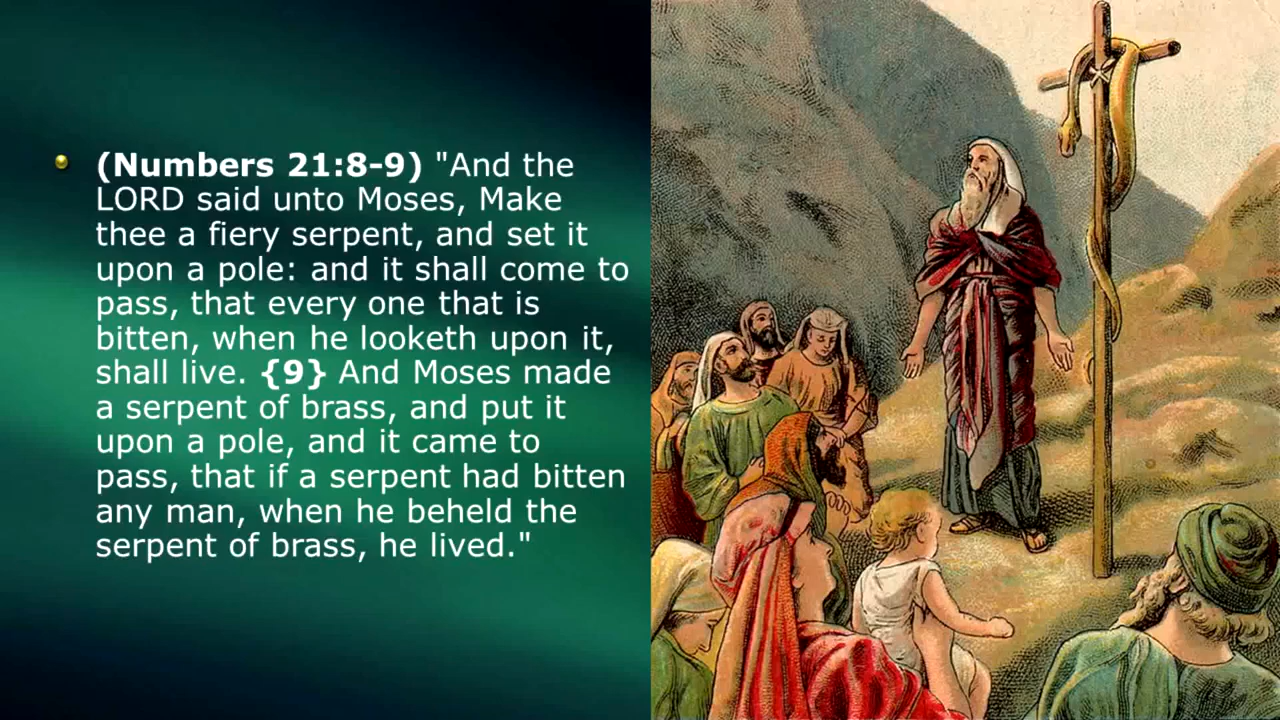 (Numbers 21:8-9) "And the
LORD said unto Moses, Make
thee a fiery serpent, and set it
upon a pole: and it shall come to
pass, that every one that is
bitten, when he looketh upon it,
shall live. {9} And Moses made
a serpent of brass, and put it
upon a pole, and it came to
pass, that if a serpent had bitten
any man, when he beheld the
serpent of brass, he lived."